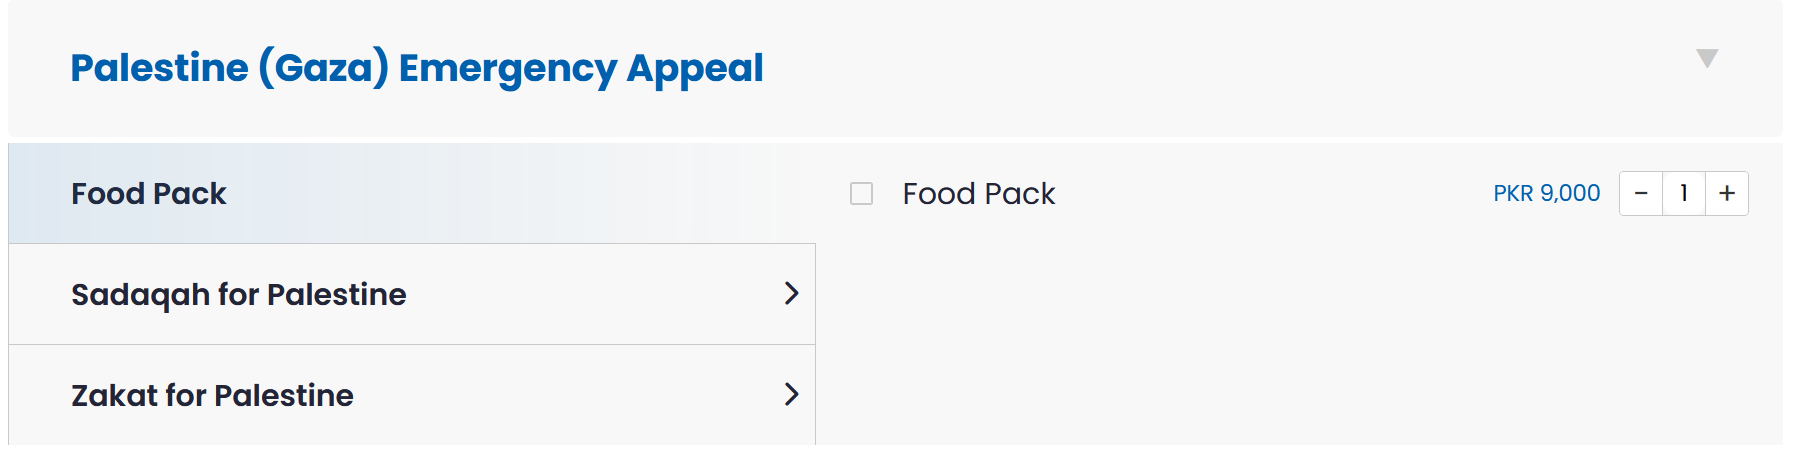 Palestine (Gaza) Emergency Appeal
Food Pack
Food Pack PKR 9,000 − 1 +
Sadaqah for Palestine
Zakat for Palestine